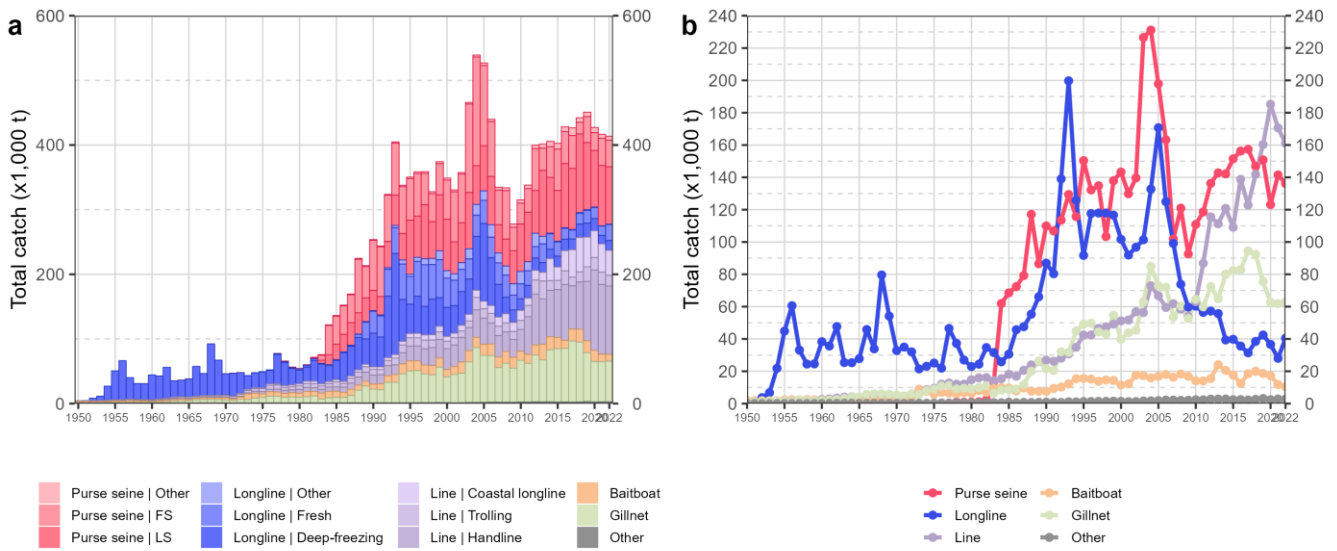 a
Total catch (x1,000 t)
600
400
200
0
600
400
200
0
1950 1955 1960 1965 1970 1975 1980 1985 1990 1995 2000 2005 2010 2015 2020 2022
Purse seine | Other
Purse seine | FS
Purse seine | LS
Longline | Other
Longline | Fresh
Longline | Deep-freezing
Line | Coastal longline
Line | Trolling
Line | Handline
Baitboat
Gillnet
Other
b
Total catch (x1,000 t)
240
220
200
180
160
140
120
100
80
60
40
20
0
240
220
200
180
160
140
120
100
80
60
40
20
0
1950 1955 1960 1965 1970 1975 1980 1985 1990 1995 2000 2005 2010 2015 2020 2022
Purse seine
Longline
Line
Baitboat
Gillnet
Other